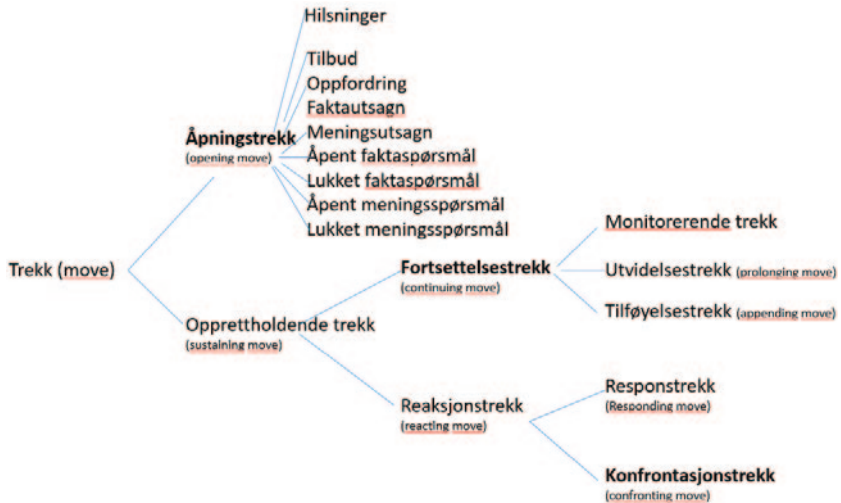 Hilsninger
Tilbud
Oppfordring
Faktautsagn
Åpningstrekk
(opening move)
Meningsutsagn
Åpent faktaspørsmål
Lukket faktaspørsmål
Åpent meningsspørsmål
Lukket meningsspørsmål
Trekk (move)
Opprettholdende trekk
(sustaining move)
Fortsettelsestrekk
(continuing move)
Monitorerende trekk
Utvidelsestrekk (prolonging move)
Tilføyelsestrekk (appending move)
Reaksjonstrekk
(reacting move)
Responstrekk
(Responding move)
Konfrontasjonstrekk
(confronting move)